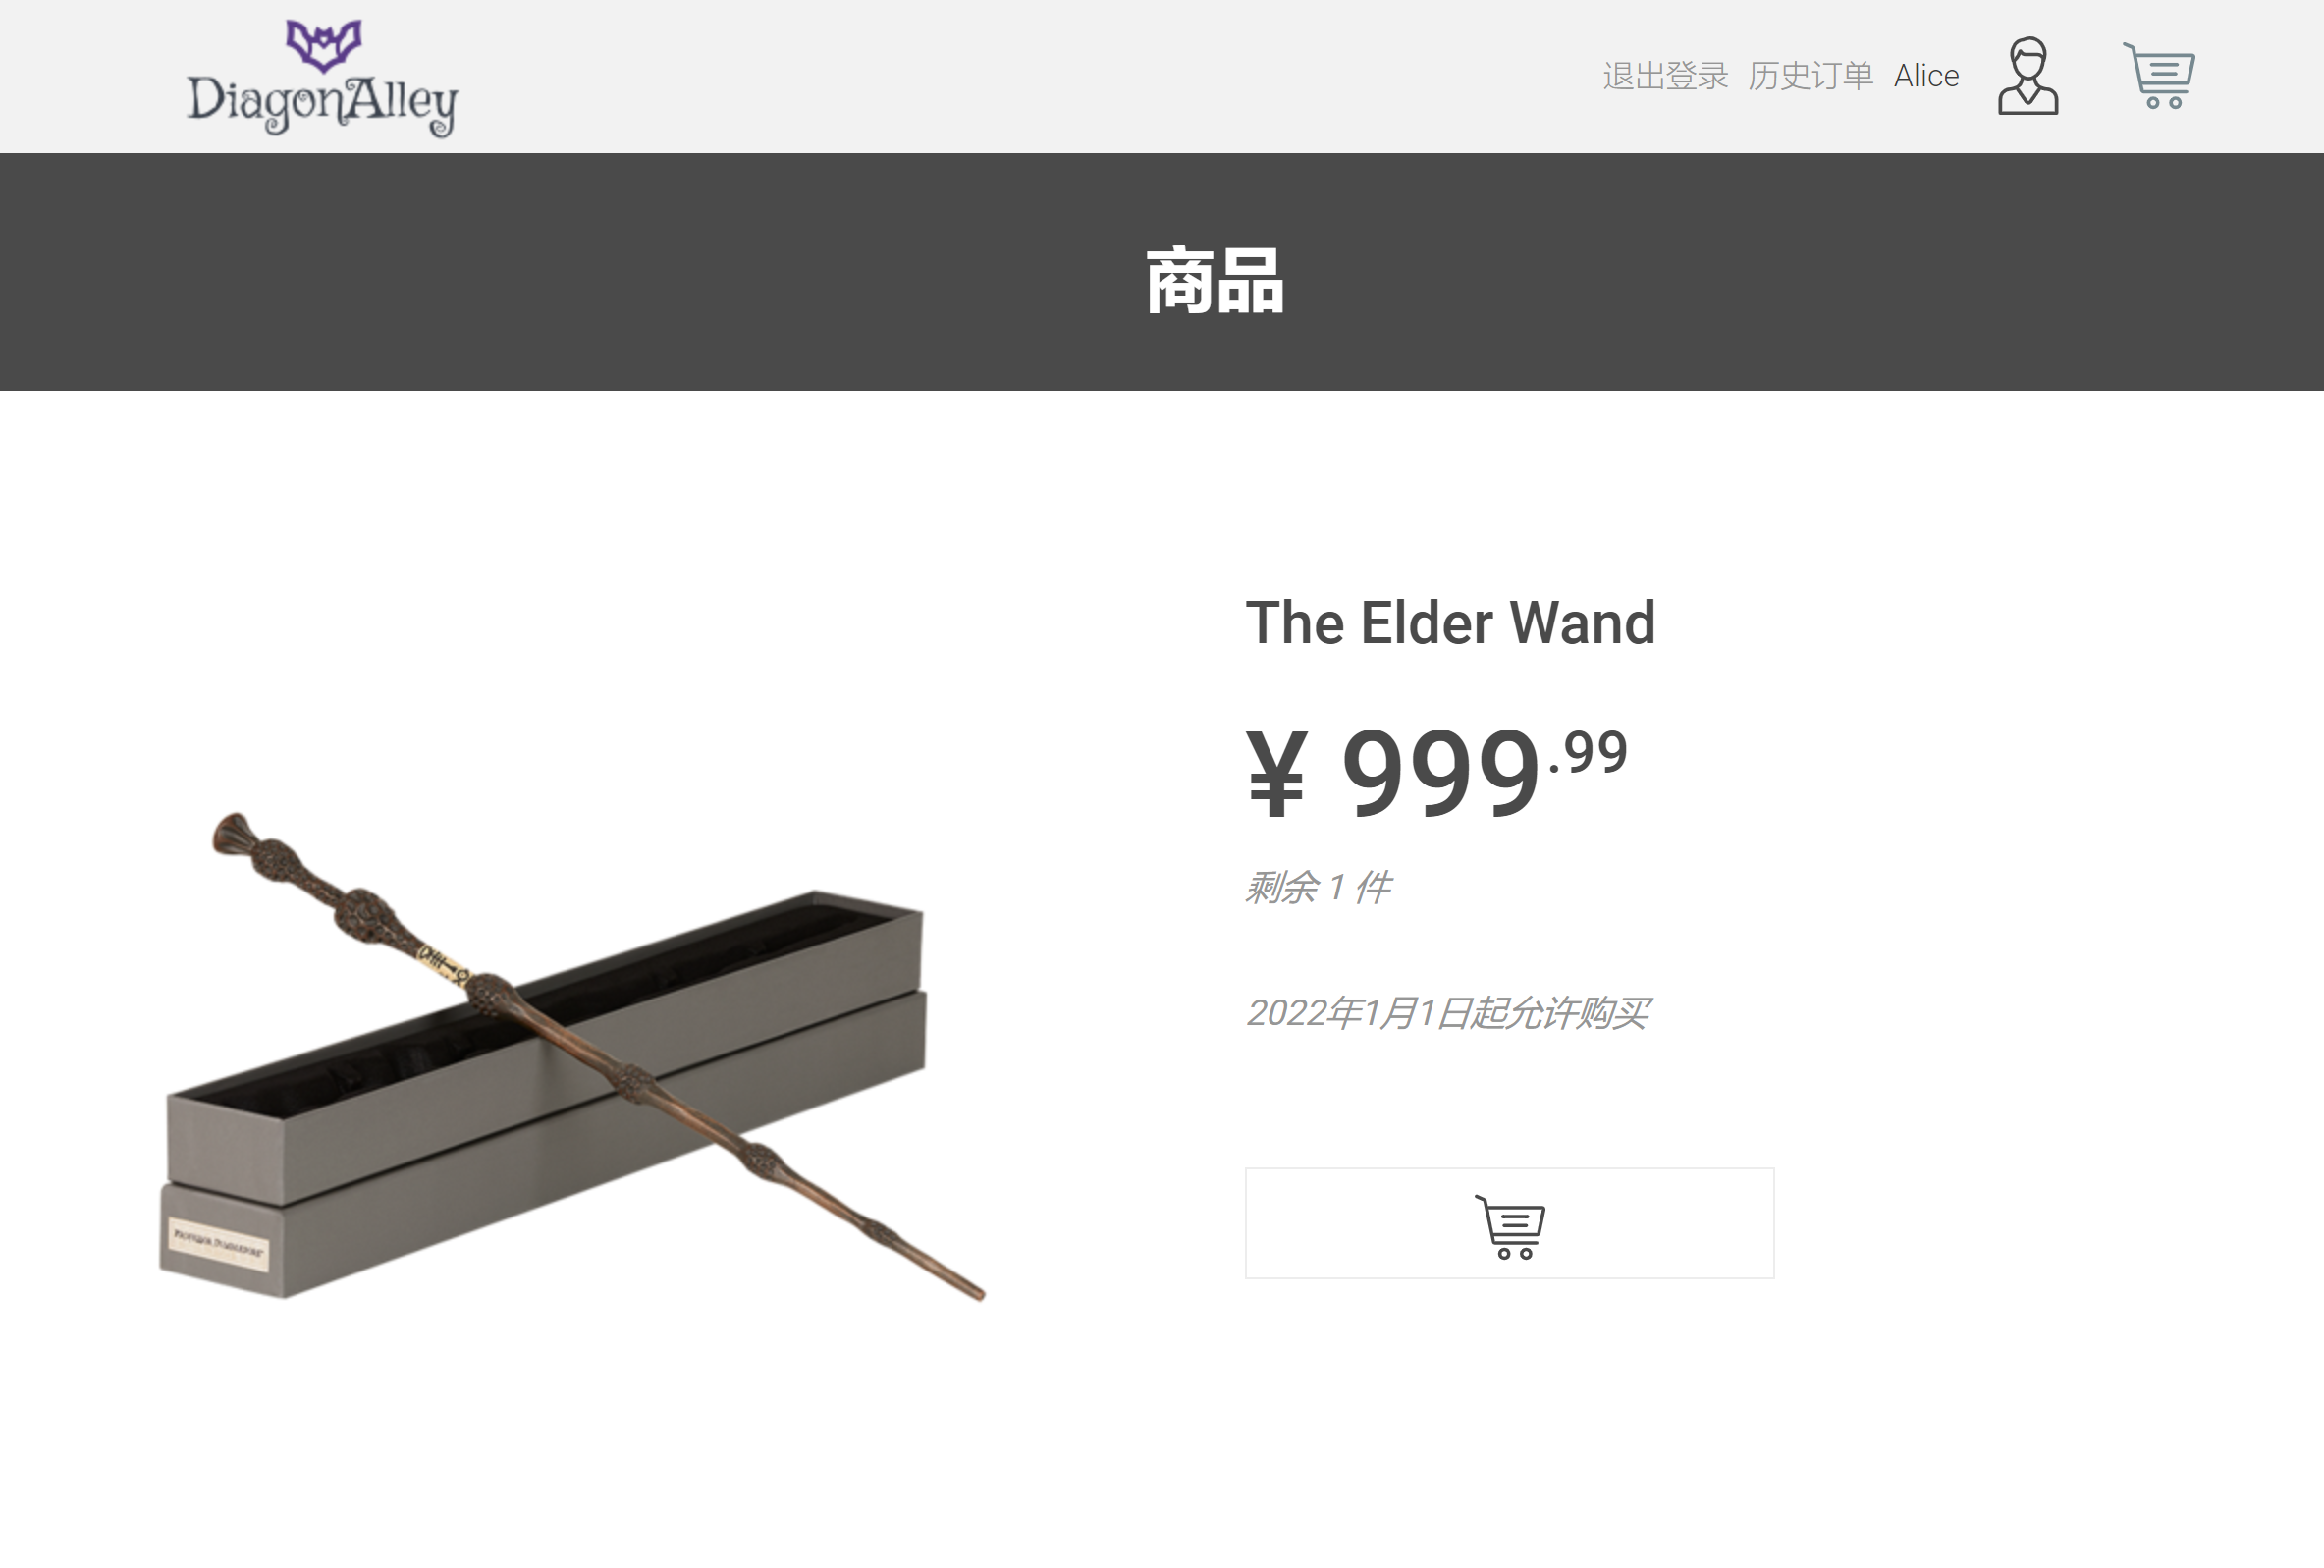 DiagonAlley
退出登录 历史订单 Alice
商品
The Elder Wand
¥ 999.99
剩余 1 件
2022年1月1日起允许购买